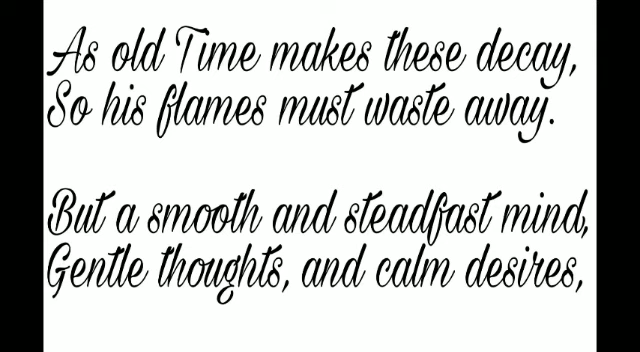 As old Time makes these decay,
So his flames must waste away.
But a smooth and steadfast mind,
Gentle thoughts, and calm desires,